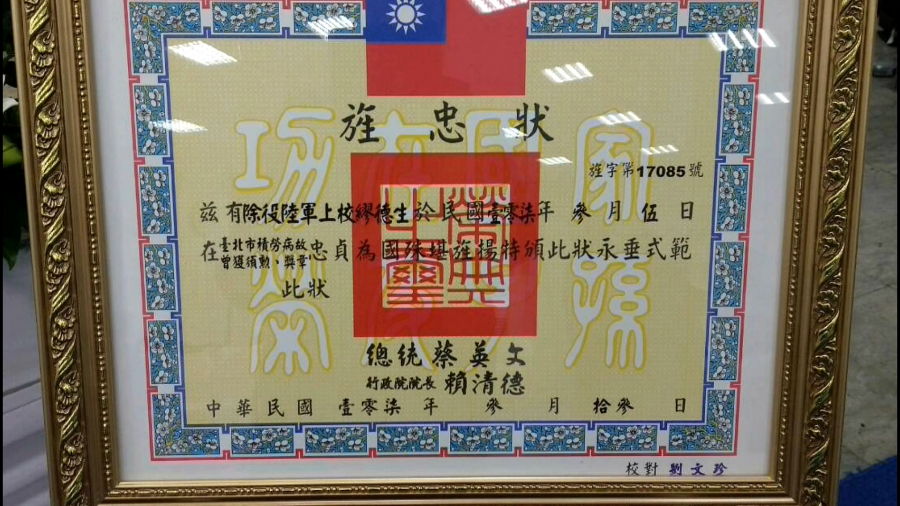 旌忠狀
旌字第17085號
茲有除役陸軍上校繆德生於民國壹零柒年參月伍日
在臺北市積勞病故曾獲頒勲、獎章忠貞為國殊堪旌揚特頒此狀永垂式範
此狀
總統 蔡英文
行政院院長 賴清德
中華民國壹零柒年參月拾參日
校對 劉文珍